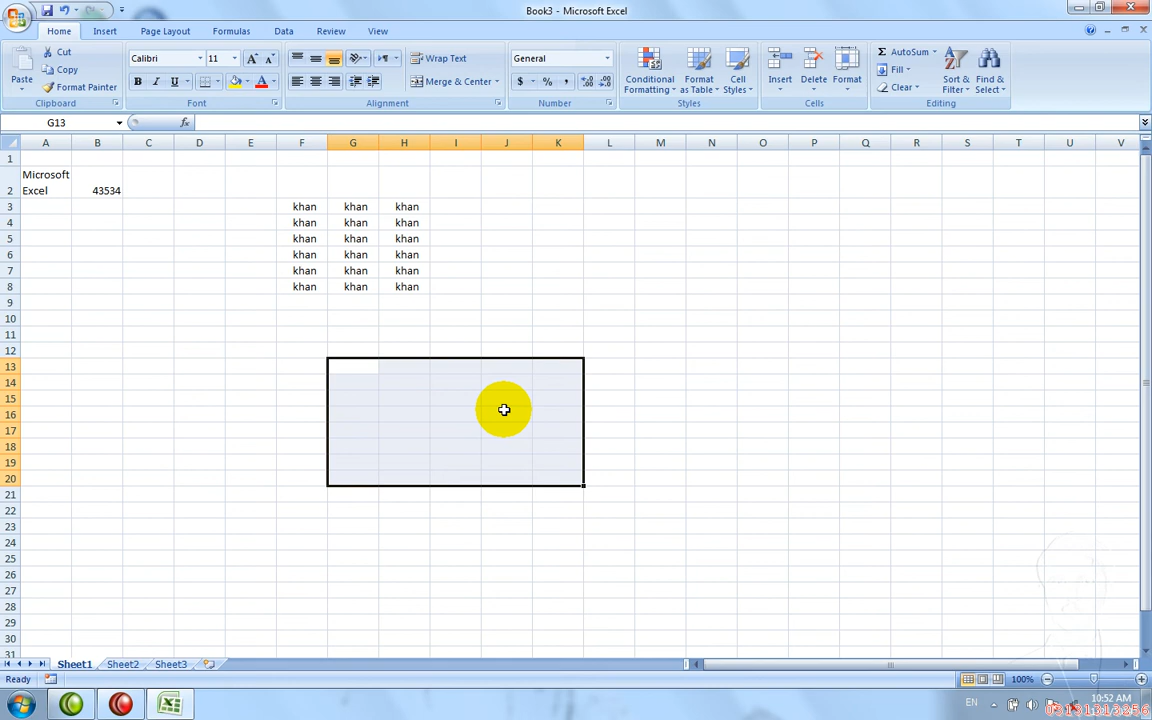 Book3 - Microsoft Excel
Home Insert Page Layout Formulas Data Review View
Paste
Cut
Copy
Format Painter
Clipboard
Calibri 11
B I U
Font
Wrap Text
Merge & Center
Alignment
General
$ % ,
Number
Conditional Formatting
Format as Table
Cell Styles
Styles
Insert Delete Format
Cells
AutoSum
Fill
Clear
Sort & Filter
Find & Select
Editing
G13 fx
A B C D E F G H I J K L M N O P Q R S T U V
1
Microsoft
2 Excel 43534
3 khan khan khan
4 khan khan khan
5 khan khan khan
6 khan khan khan
7 khan khan khan
8 khan khan khan
9
10
11
12
13
14
15
16
17
18
19
20
21
22
23
24
25
26
27
28
29
30
31
Sheet1 Sheet2 Sheet3
Ready 100%
EN 10:52 AM